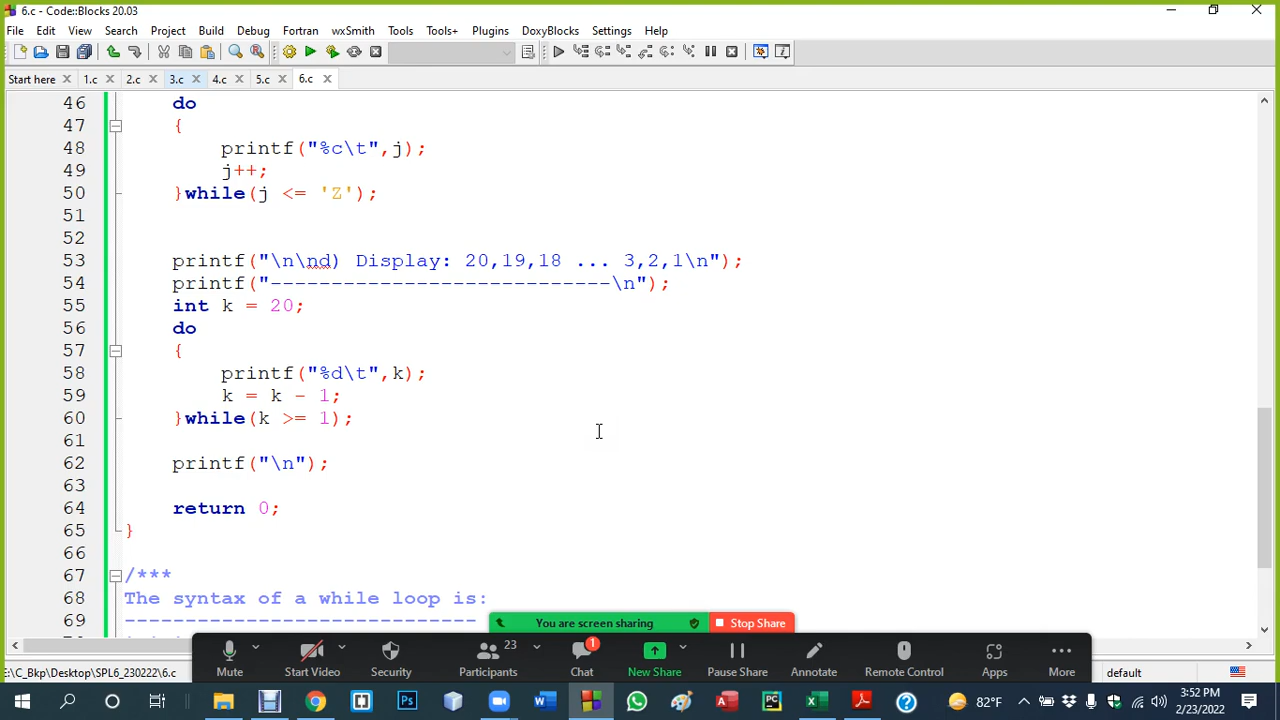 6.c - Code::Blocks 20.03
File Edit View Search Project Build Debug Fortran wxSmith Tools Tools+ Plugins DoxyBlocks Settings Help
Start here 1.c 2.c 3.c 4.c 5.c 6.c
46 do
47 {
48 printf("%c\t",j);
49 j++;
50 }while(j <= 'Z');
51
52
53 printf("\n\nd) Display: 20,19,18 ... 3,2,1\n");
54 printf("----------------------------\n");
55 int k = 20;
56 do
57 {
58 printf("%d\t",k);
59 k = k - 1;
60 }while(k >= 1);
61
62 printf("\n");
63
64 return 0;
65 }
66
67 /***
68 The syntax of a while loop is:
69 -----------------------------
You are screen sharing Stop Share
Mute Start Video Security 23 Participants 1 Chat New Share Pause Share Annotate Remote Control Apps More
E:\C_Bkp\Desktop\SPL6_230222\6.c default
82°F 3:52 PM
2/23/2022